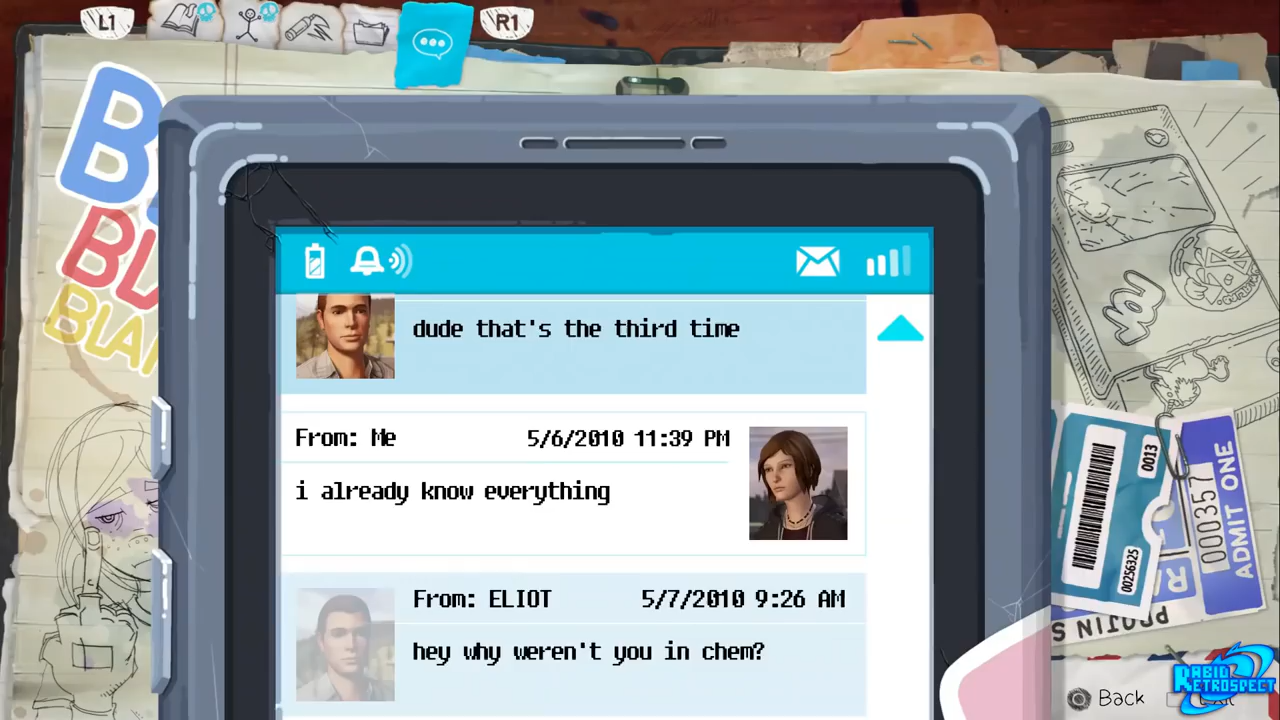 L1
R1
dude that's the third time
From: Me 5/6/2010 11:39 PM
i already know everything
From: ELIOT 5/7/2010 9:26 AM
hey why weren't you in chem?
0013
00256325
000357
ADMIT ONE
Back
RABID
RETROSPECT